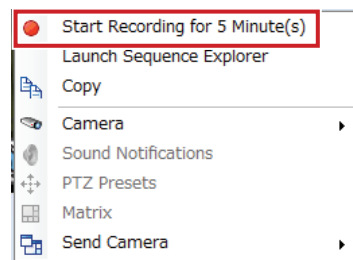 Start Recording for 5 Minute(s)
Launch Sequence Explorer
Copy
Camera
Sound Notifications
PTZ Presets
Matrix
Send Camera